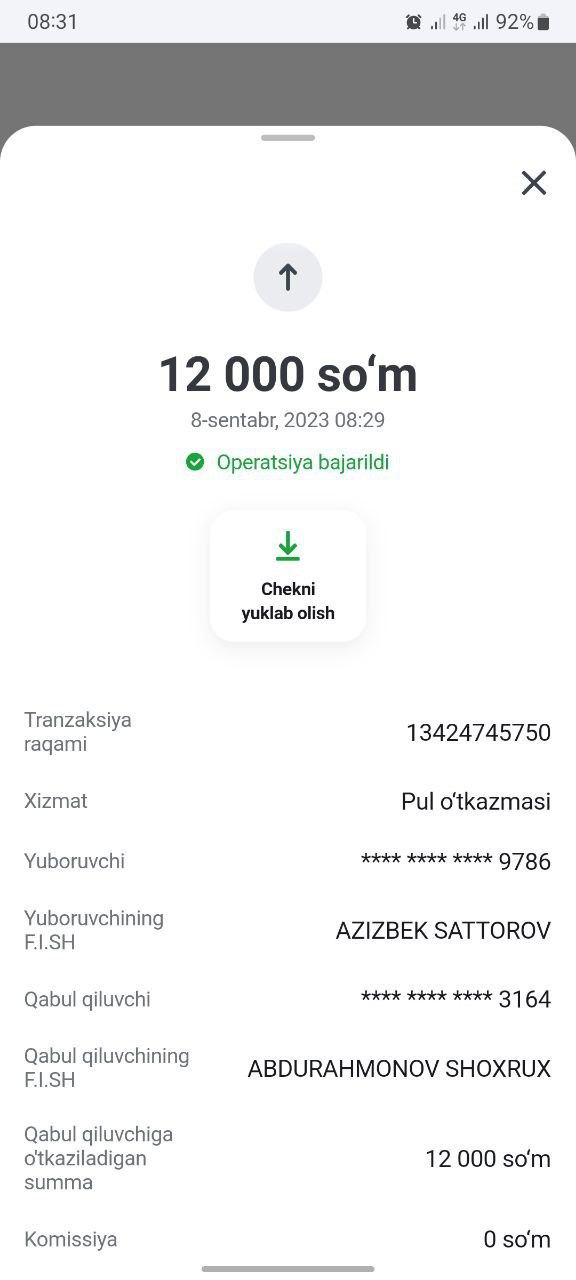 08:31
4G 92%
12 000 so‘m
8-sentabr, 2023 08:29
Operatsiya bajarildi
Chekni
yuklab olish
Tranzaksiya
raqami
13424745750
Xizmat
Pul o‘tkazmasi
Yuboruvchi
**** **** **** 9786
Yuboruvchining
F.I.SH
AZIZBEK SATTOROV
Qabul qiluvchi
**** **** **** 3164
Qabul qiluvchining
F.I.SH
ABDURAHMONOV SHOXRUX
Qabul qiluvchiga
o'tkaziladigan
summa
12 000 so‘m
Komissiya
0 so‘m